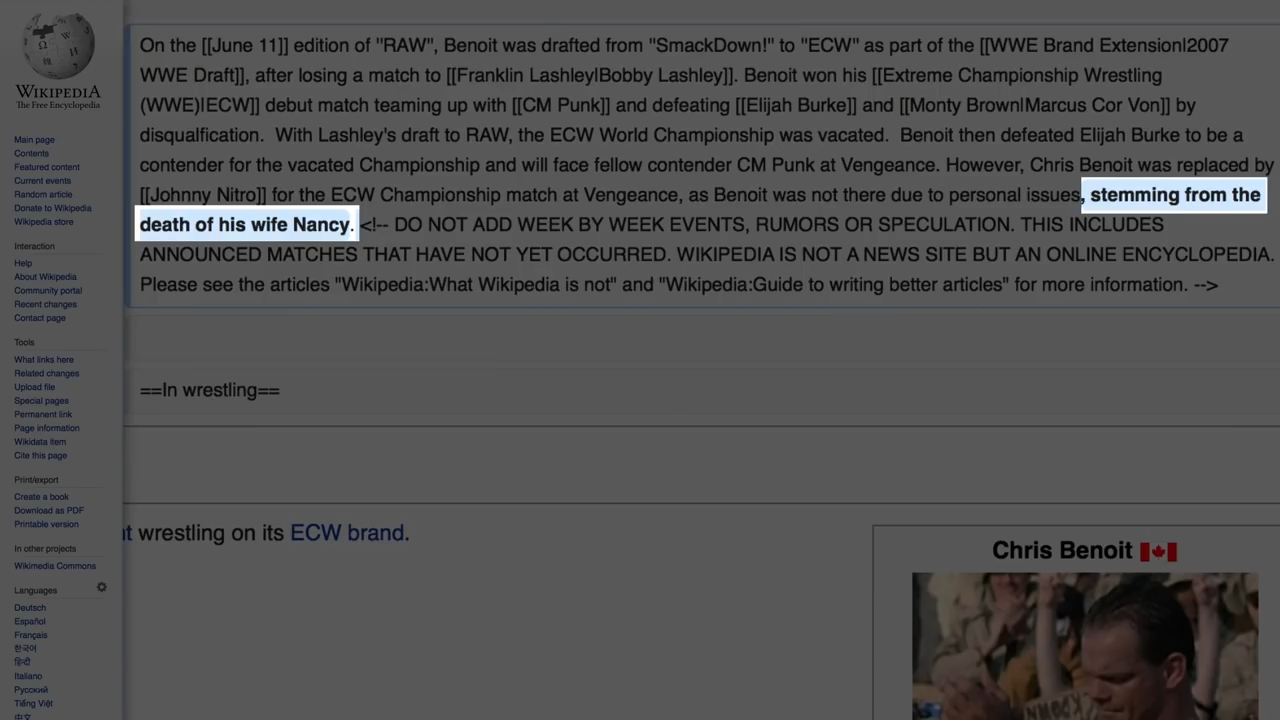 WIKIPEDIA
The Free Encyclopedia
Main page
Contents
Featured content
Current events
Random article
Donate to Wikipedia
Wikipedia store
Interaction
Help
About Wikipedia
Community portal
Recent changes
Contact page
Tools
What links here
Related changes
Upload file
Special pages
Permanent link
Page information
Wikidata item
Cite this page
Print/export
Create a book
Download as PDF
Printable version
In other projects
Wikimedia Commons
Languages
Deutsch
Español
Français
한국어
हिन्दी
Italiano
Русский
Tiếng Việt
中文
On the [[June 11]] edition of "RAW", Benoit was drafted from "SmackDown!" to "ECW" as part of the [[WWE Brand Extension|2007
WWE Draft]], after losing a match to [[Franklin Lashley|Bobby Lashley]]. Benoit won his [[Extreme Championship Wrestling
(WWE)|ECW]] debut match teaming up with [[CM Punk]] and defeating [[Elijah Burke]] and [[Monty Brown|Marcus Cor Von]] by
disqualfication.  With Lashley's draft to RAW, the ECW World Championship was vacated.  Benoit then defeated Elijah Burke to be a
contender for the vacated Championship and will face fellow contender CM Punk at Vengeance. However, Chris Benoit was replaced by
[[Johnny Nitro]] for the ECW Championship match at Vengeance, as Benoit was not there due to personal issues, stemming from the
death of his wife Nancy. <!-- DO NOT ADD WEEK BY WEEK EVENTS, RUMORS OR SPECULATION. THIS INCLUDES
ANNOUNCED MATCHES THAT HAVE NOT YET OCCURRED. WIKIPEDIA IS NOT A NEWS SITE BUT AN ONLINE ENCYCLOPEDIA.
Please see the articles "Wikipedia:What Wikipedia is not" and "Wikipedia:Guide to writing better articles" for more information. -->
==In wrestling==
nt wrestling on its ECW brand.
Chris Benoit